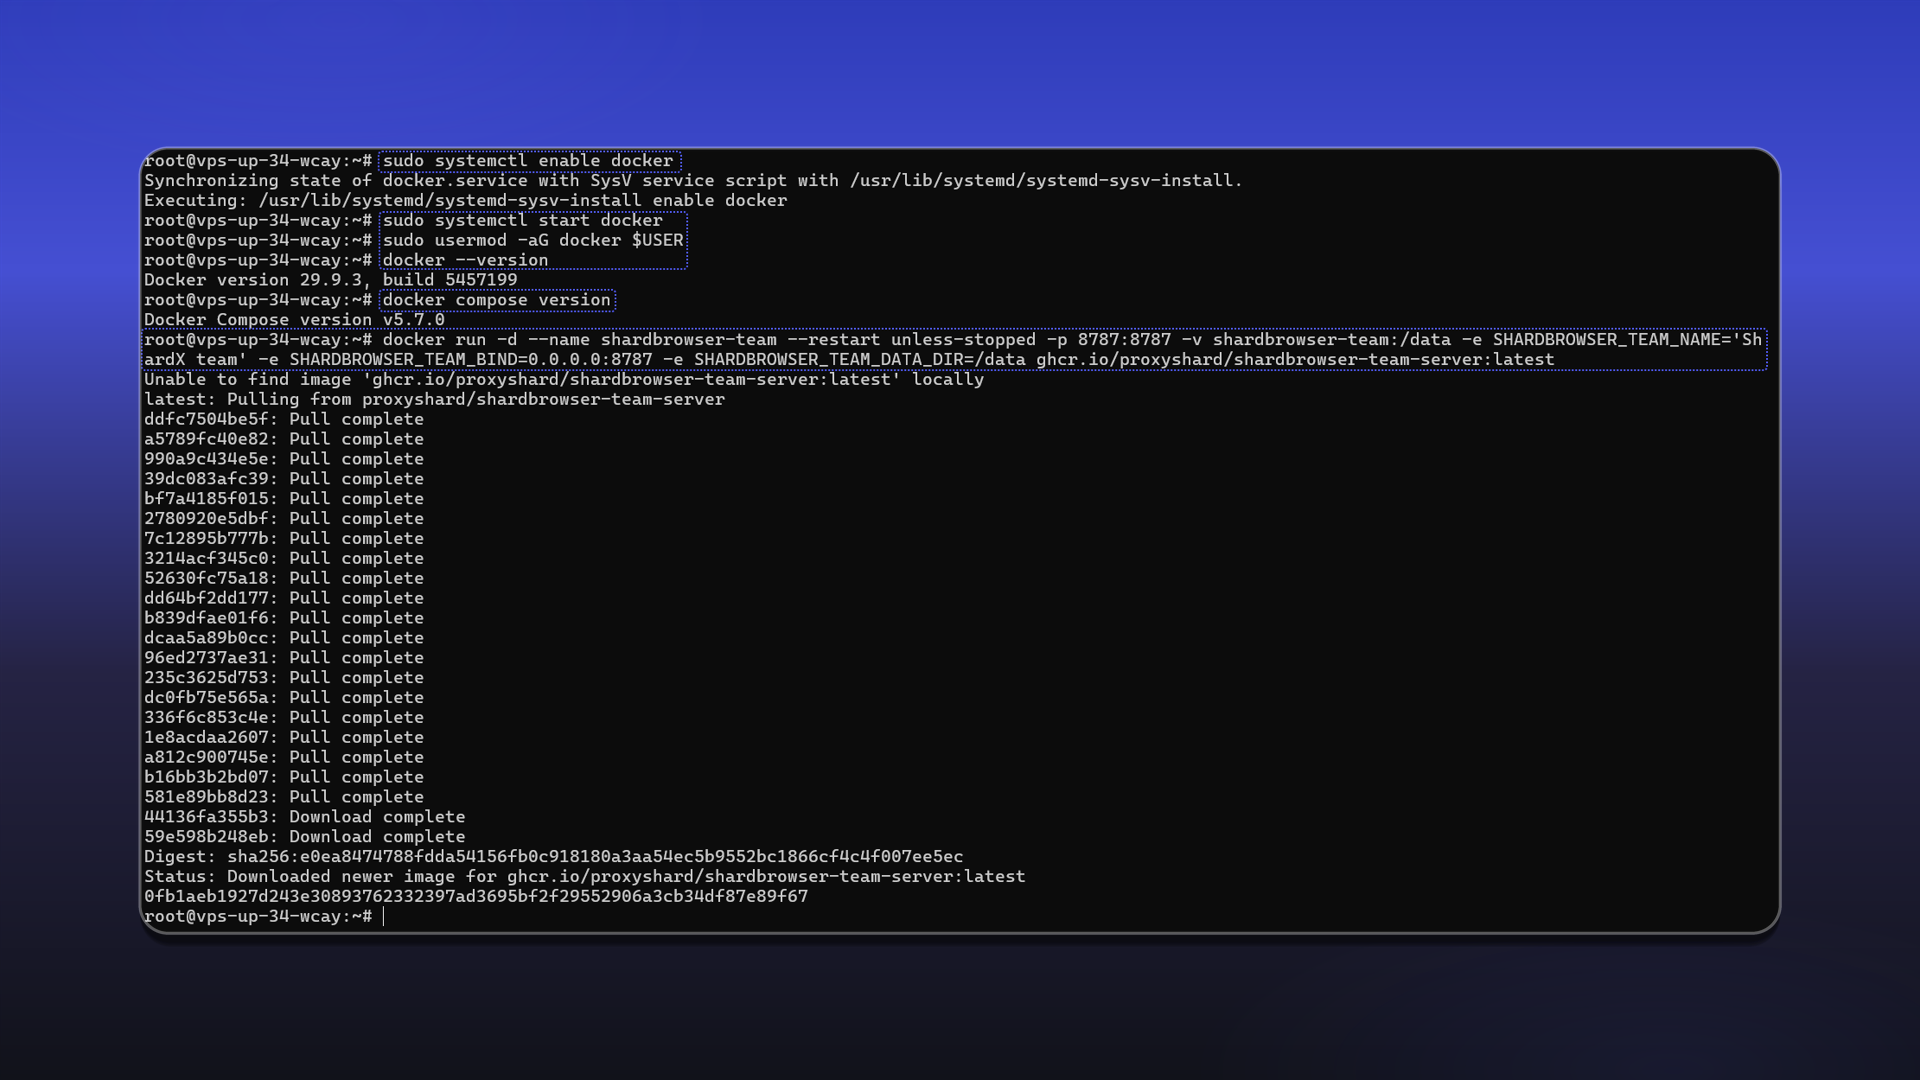 root@vps-up-34-wcay:~# sudo systemctl enable docker
Synchronizing state of docker.service with SysV service script with /usr/lib/systemd/systemd-sysv-install.
Executing: /usr/lib/systemd/systemd-sysv-install enable docker
root@vps-up-34-wcay:~# sudo systemctl start docker
root@vps-up-34-wcay:~# sudo usermod -aG docker $USER
root@vps-up-34-wcay:~# docker --version
Docker version 29.9.3, build 5457199
root@vps-up-34-wcay:~# docker compose version
Docker Compose version v5.7.0
root@vps-up-34-wcay:~# docker run -d --name shardbrowser-team --restart unless-stopped -p 8787:8787 -v shardbrowser-team:/data -e SHARDBROWSER_TEAM_NAME='Sh
ardX team' -e SHARDBROWSER_TEAM_BIND=0.0.0.0:8787 -e SHARDBROWSER_TEAM_DATA_DIR=/data ghcr.io/proxyshard/shardbrowser-team-server:latest
Unable to find image 'ghcr.io/proxyshard/shardbrowser-team-server:latest' locally
latest: Pulling from proxyshard/shardbrowser-team-server
ddfc7504be5f: Pull complete
a5789fc40e82: Pull complete
990a9c434e5e: Pull complete
39dc083afc39: Pull complete
bf7a4185f015: Pull complete
2780920e5dbf: Pull complete
7c12895b777b: Pull complete
3214acf345c0: Pull complete
52630fc75a18: Pull complete
dd64bf2dd177: Pull complete
b839dfae01f6: Pull complete
dcaa5a89b0cc: Pull complete
96ed2737ae31: Pull complete
235c3625d753: Pull complete
dc0fb75e565a: Pull complete
336f6c853c4e: Pull complete
1e8acdaa2607: Pull complete
a812c900745e: Pull complete
b16bb3b2bd07: Pull complete
581e89bb8d23: Pull complete
44136fa355b3: Download complete
59e598b248eb: Download complete
Digest: sha256:e0ea8474788fdda54156fb0c918180a3aa54ec5b9552bc1866cf4c4f007ee5ec
Status: Downloaded newer image for ghcr.io/proxyshard/shardbrowser-team-server:latest
0fb1aeb1927d243e30893762332397ad3695bf2f29552906a3cb34df87e89f67
root@vps-up-34-wcay:~#